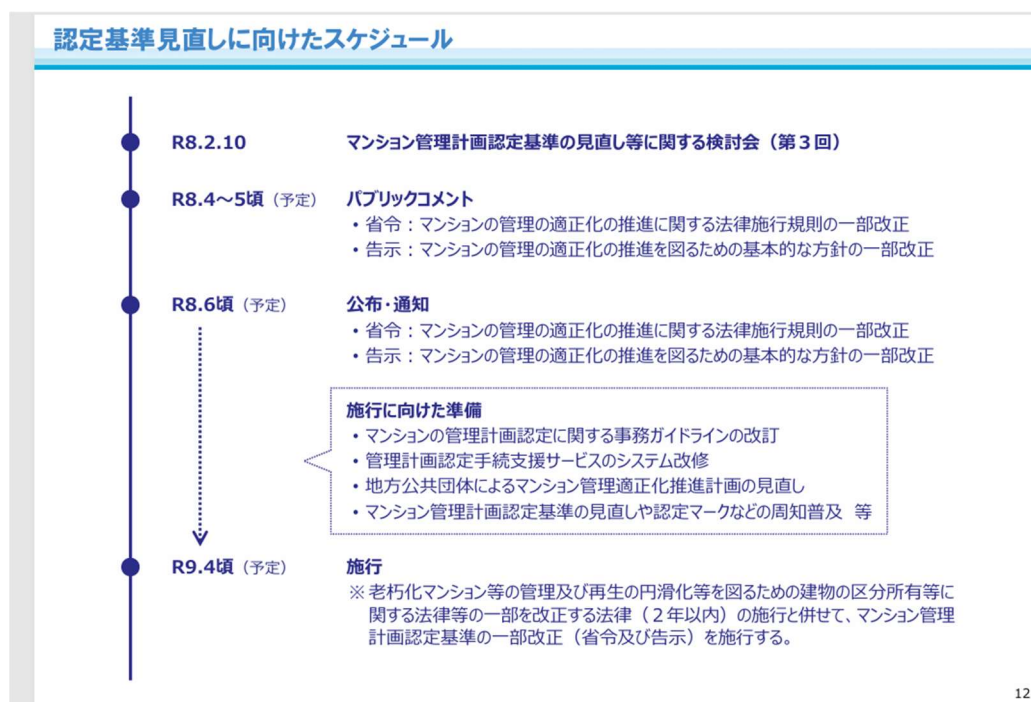 認定基準見直しに向けたスケジュール
R8.2.10 マンション管理計画認定基準の見直し等に関する検討会（第３回）
R8.4～5頃（予定） パブリックコメント
・省令：マンションの管理の適正化の推進に関する法律施行規則の一部改正
・告示：マンションの管理の適正化の推進を図るための基本的な方針の一部改正
R8.6頃（予定） 公布・通知
・省令：マンションの管理の適正化の推進に関する法律施行規則の一部改正
・告示：マンションの管理の適正化の推進を図るための基本的な方針の一部改正
施行に向けた準備
・マンションの管理計画認定に関する事務ガイドラインの改訂
・管理計画認定手続支援サービスのシステム改修
・地方公共団体によるマンション管理適正化推進計画の見直し
・マンション管理計画認定基準の見直しや認定マークなどの周知普及 等
R9.4頃（予定） 施行
※ 老朽化マンション等の管理及び再生の円滑化等を図るための建物の区分所有等に
関する法律等の一部を改正する法律（２年以内）の施行と併せて、マンション管理
計画認定基準の一部改正（省令及び告示）を施行する。
12